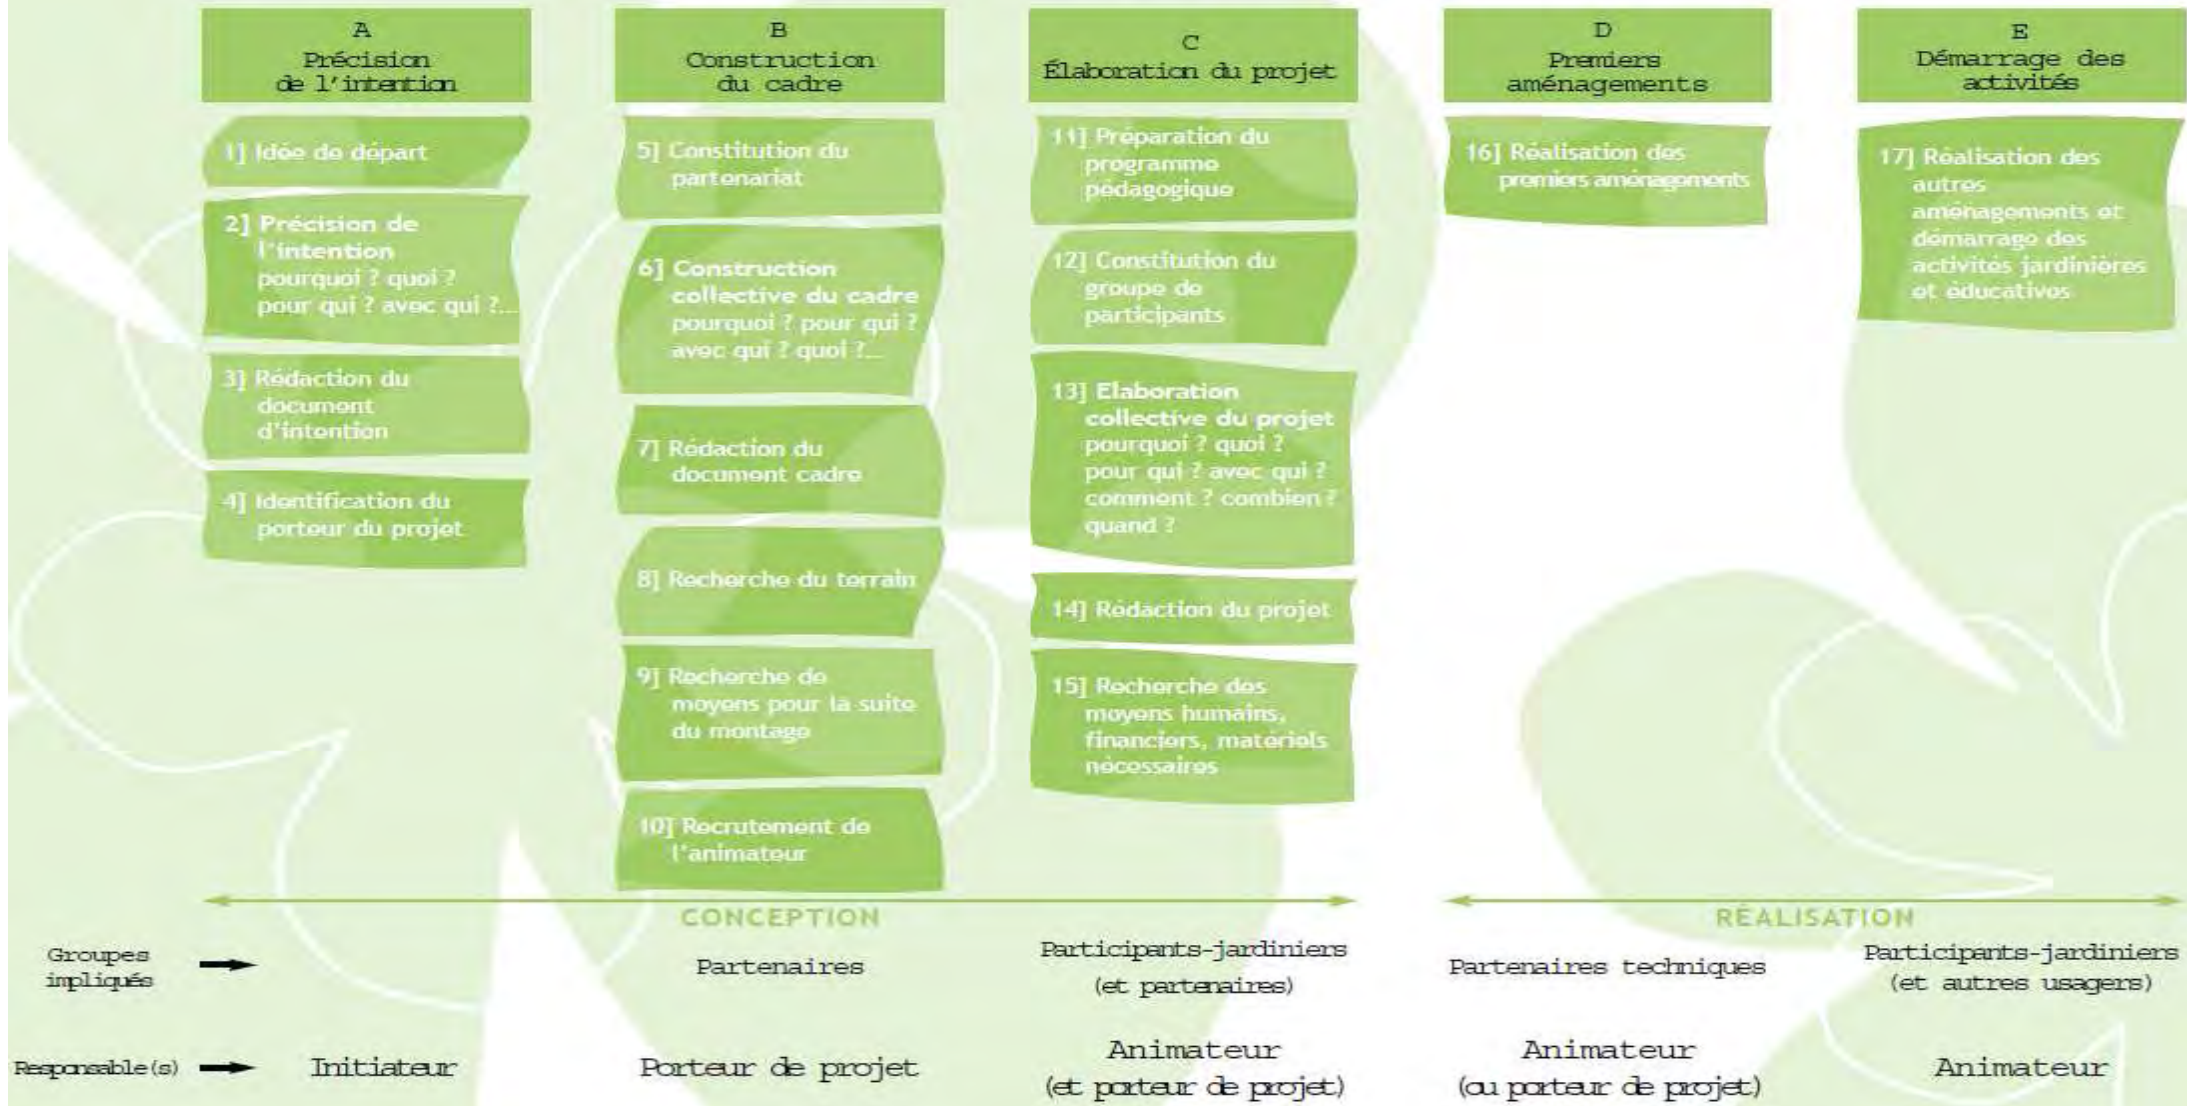 A
Précision
de l'intention
1] Idée de départ
2] Précision de
l'intention
pourquoi ? quoi ?
pour qui ? avec qui ?...
3] Rédaction du
document
d'intention
4] Identification du
porteur du projet
B
Construction
du cadre
5] Constitution du
partenariat
6] Construction
collective du cadre
pourquoi ? pour qui ?
avec qui ? quoi ?...
7] Rédaction du
document cadre
8] Recherche du terrain
9] Recherche de
moyens pour la suite
du montage
10] Recrutement de
l'animateur
C
Élaboration du projet
11] Préparation du
programme
pédagogique
12] Constitution du
groupe de
participants
13] Elaboration
collective du projet
pourquoi ? quoi ?
pour qui ? avec qui ?
comment ? combien ?
quand ?
14] Rédaction du projet
15] Recherche des
moyens humains,
financiers, matériels
nécessaires
D
Premiers
aménagements
16] Réalisation des
premiers aménagements
E
Démarrage des
activités
17] Réalisation des
autres
aménagements et
démarrage des
activités jardinières
et éducatives
CONCEPTION
RÉALISATION
Groupes
impliqués
Partenaires
Participants-jardiniers
(et partenaires)
Partenaires techniques
Participants-jardiniers
(et autres usagers)
Responsable(s)
Initiateur
Porteur de projet
Animateur
(et porteur de projet)
Animateur
(ou porteur de projet)
Animateur